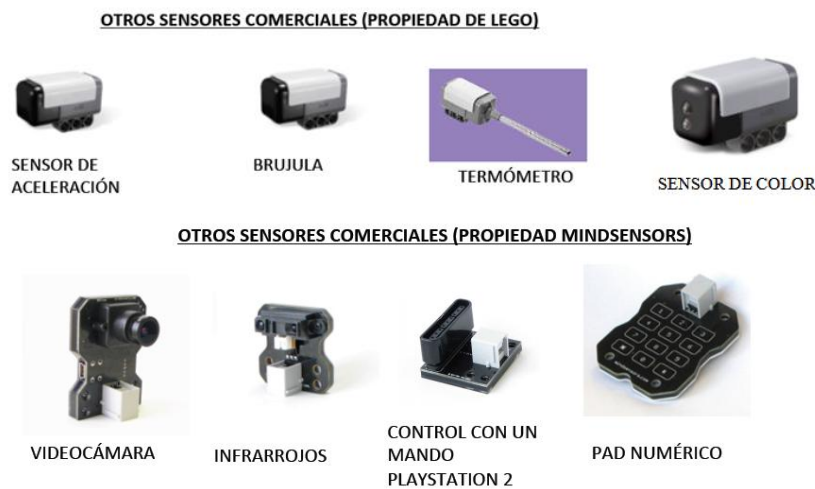 OTROS SENSORES COMERCIALES (PROPIEDAD DE LEGO)
SENSOR DE
ACELERACIÓN
BRUJULA
TERMÓMETRO
SENSOR DE COLOR
OTROS SENSORES COMERCIALES (PROPIEDAD MINDSENSORS)
VIDEOCÁMARA
INFRARROJOS
CONTROL CON UN
MANDO
PLAYSTATION 2
PAD NUMÉRICO